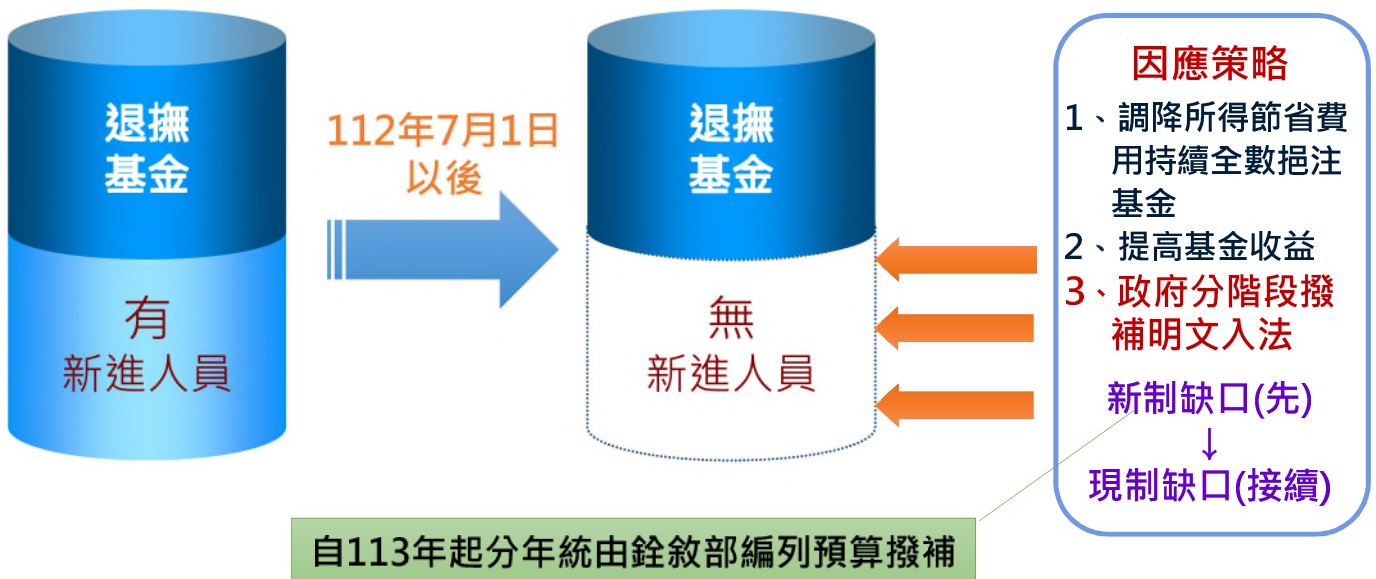 退撫
基金
有
新進人員
112年7月1日
以後
退撫
基金
無
新進人員
因應策略
1、調降所得節省費
用持續全數挹注
基金
2、提高基金收益
3、政府分階段撥
補明文入法
新制缺口(先)
↓
現制缺口(接續)
自113年起分年統由銓敘部編列預算撥補